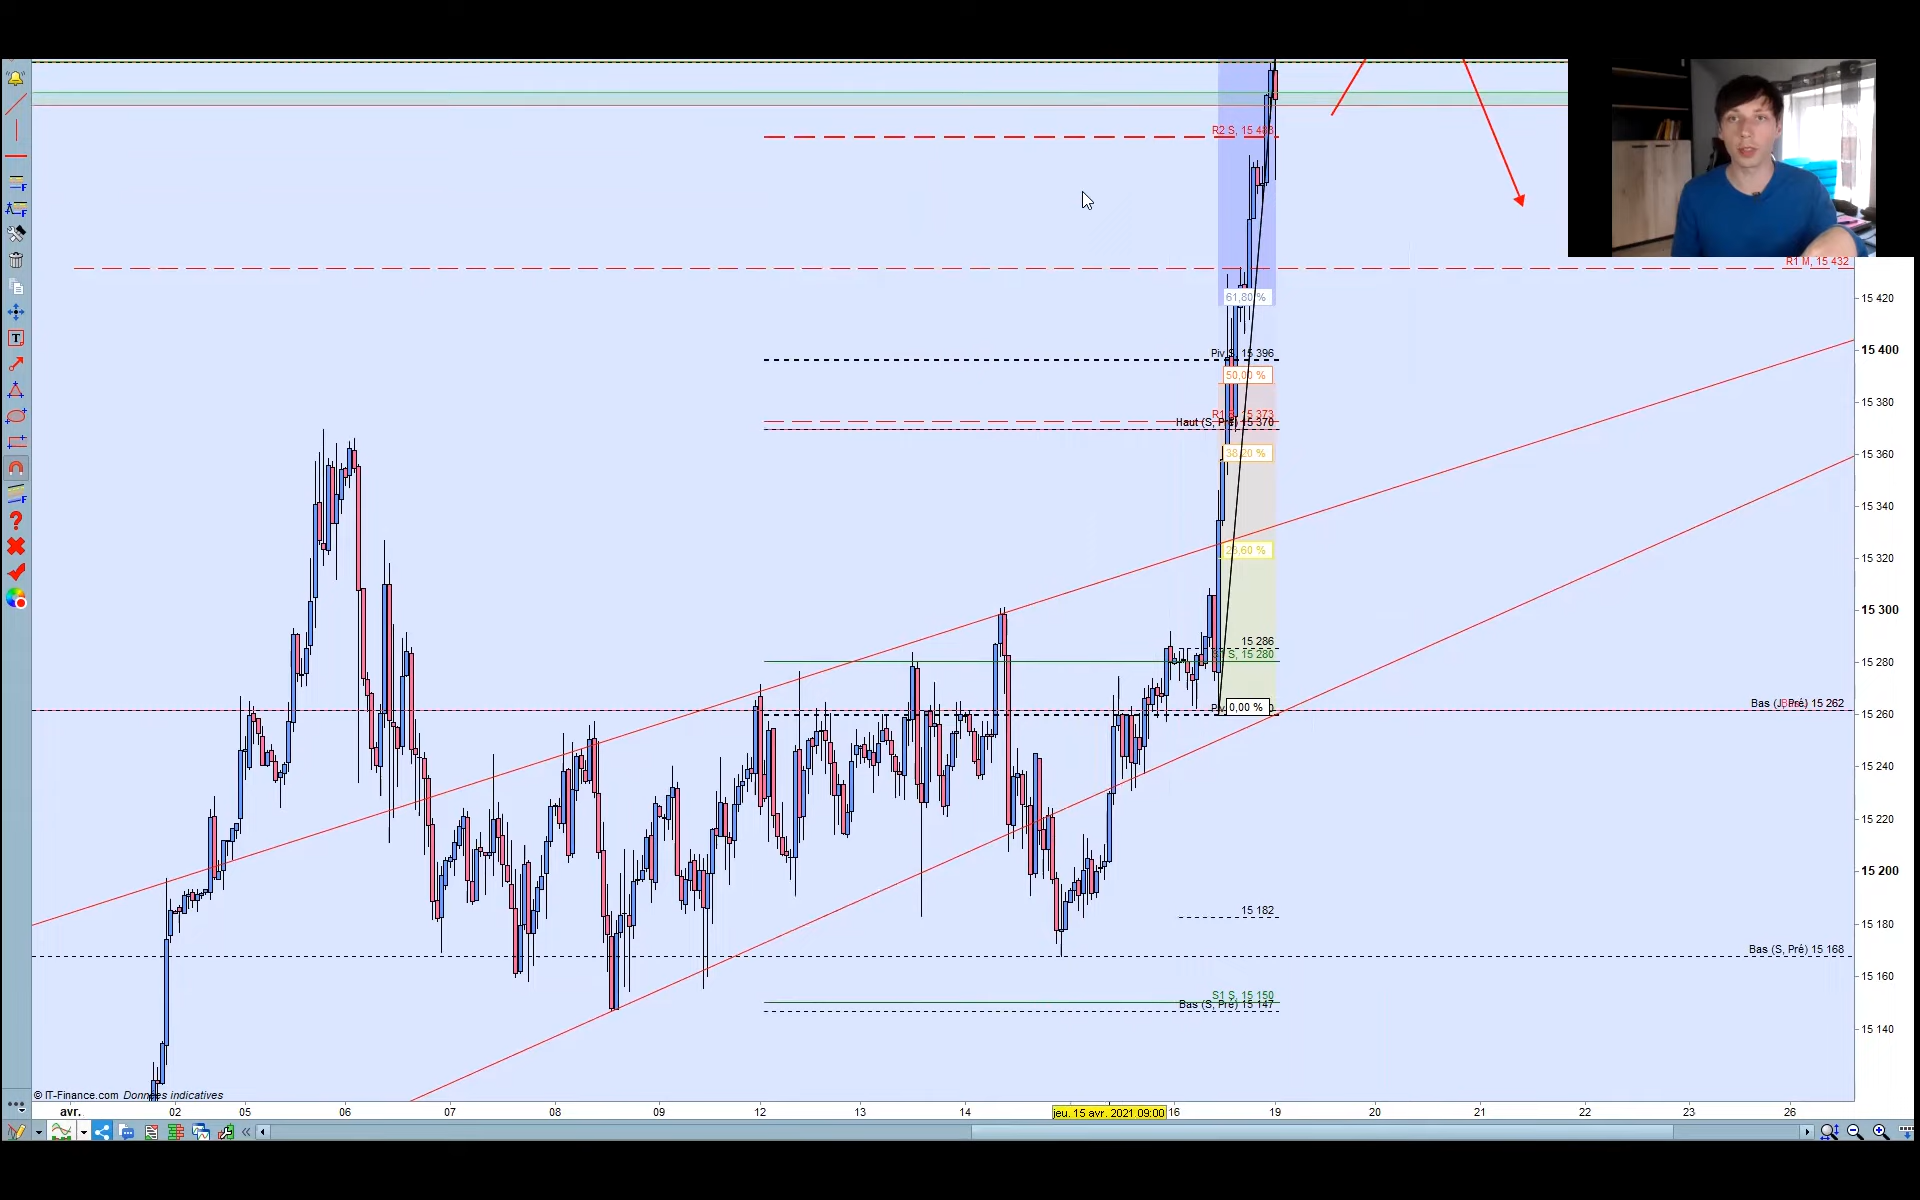 R2 S, 15 483
R1 M, 15 432
61,80 %
15 420
Piv S, 15 396
15 400
50,00 %
15 380
R1 S, 15 373
Haut (S, Pré) 15 370
38,20 %
15 360
15 340
23,60 %
15 320
15 300
15 286
15 280
S1 S, 15 280
Bas (J, Pré) 15 262
0,00 %
15 260
15 240
15 220
15 200
15 182
15 180
Bas (S, Pré) 15 168
15 160
S1 S, 15 150
Bas (S, Pré) 15 147
15 140
© IT-Finance.com Données indicatives
avr. 02 05 06 07 08 09 12 13 14 jeu. 15 avr. 2021 09:00 16 19 20 21 22 23 26